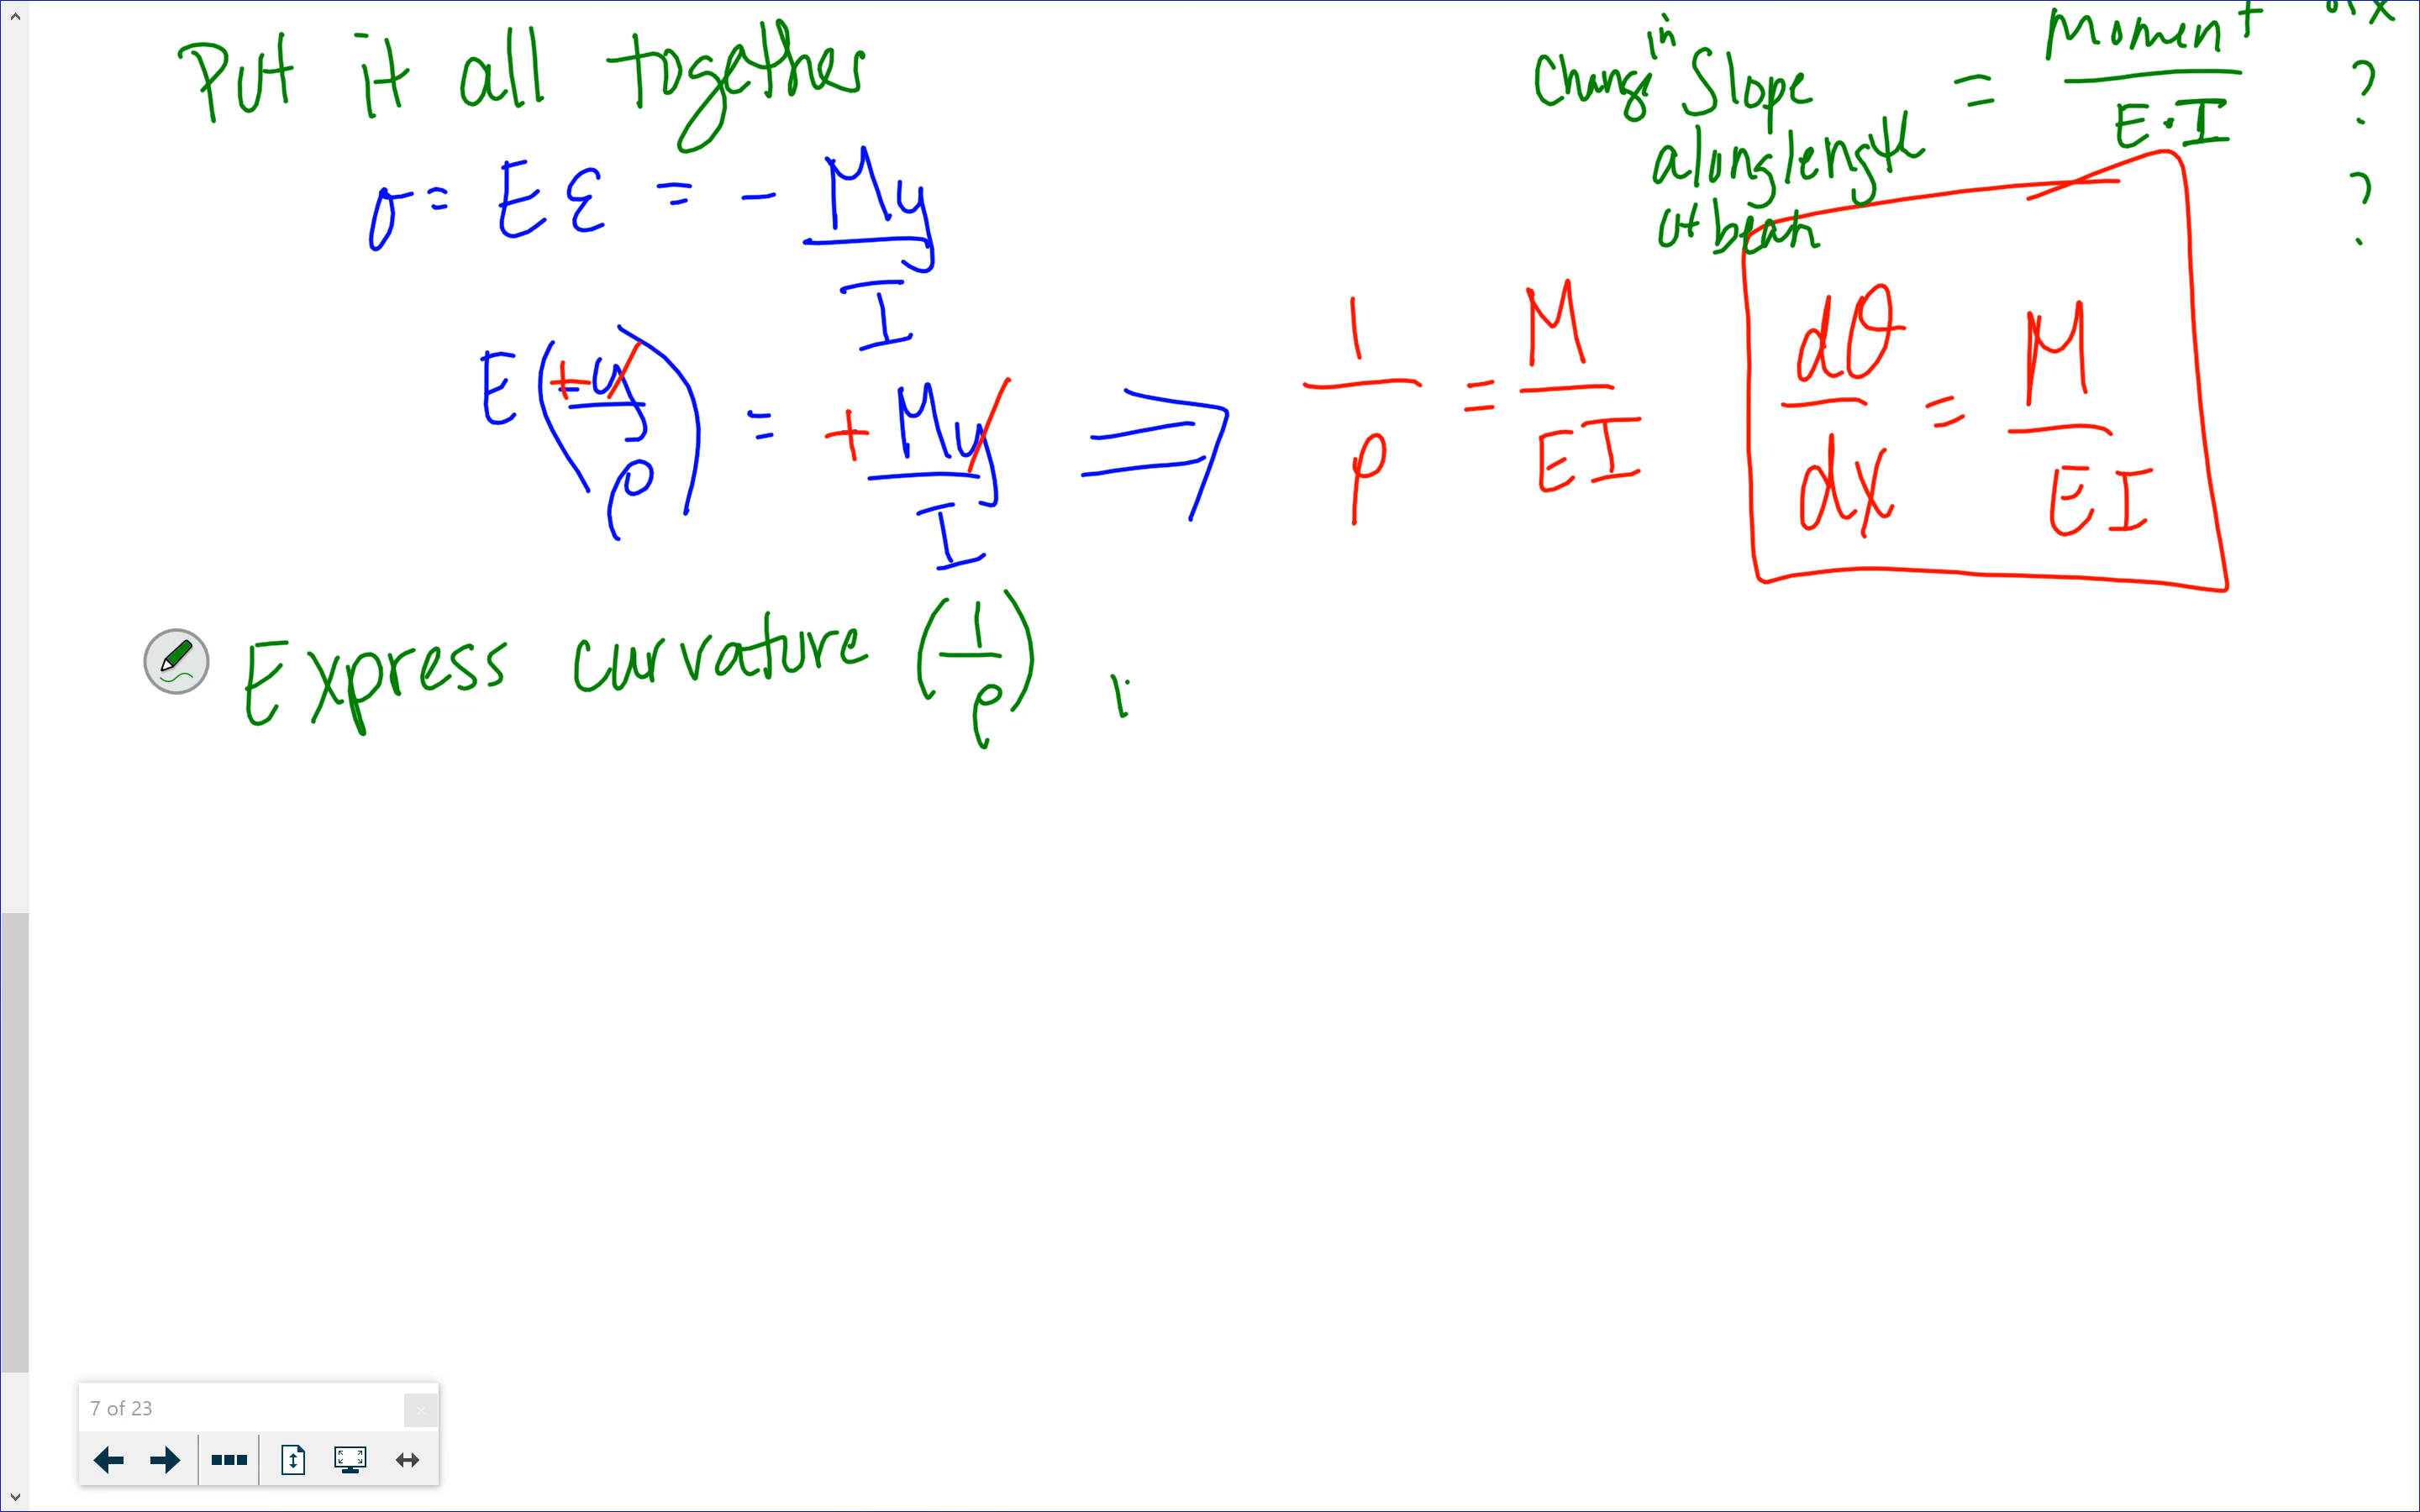 Put it all together
σ = Eε = - My/I
E(+y/ρ) = + My/I ⇒ 1/ρ = M/EI
Change in Slope along length of beam = moment/E·I
? ?
dθ/dx = M/EI
Express curvature (1/ρ) i
7 of 23